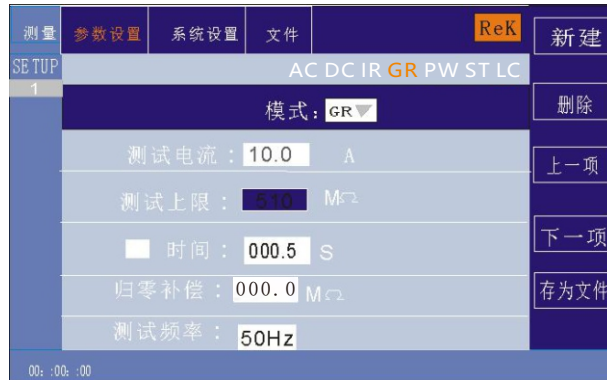 测量 参数设置 系统设置 文件 ReK 新建
SETUP AC DC IR GR PW ST LC
1
模式：GR 删除
测试电流： 10.0 A 上一项
测试上限： 510 MΩ
时间： 000.5 S 下一项
归零补偿： 000.0 MΩ 存为文件
测试频率： 50Hz
00: :00: :00